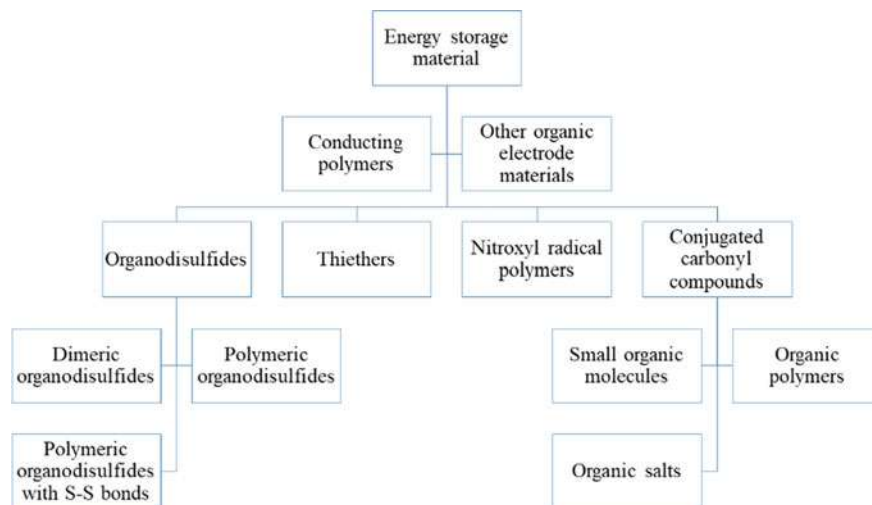 Energy storage
material
Conducting
polymers
Other organic
electrode
materials
Organodisulfides
Thiethers
Nitroxyl radical
polymers
Conjugated
carbonyl
compounds
Dimeric
organodisulfides
Polymeric
organodisulfides
Small organic
molecules
Organic
polymers
Polymeric
organodisulfides
with S-S bonds
Organic salts